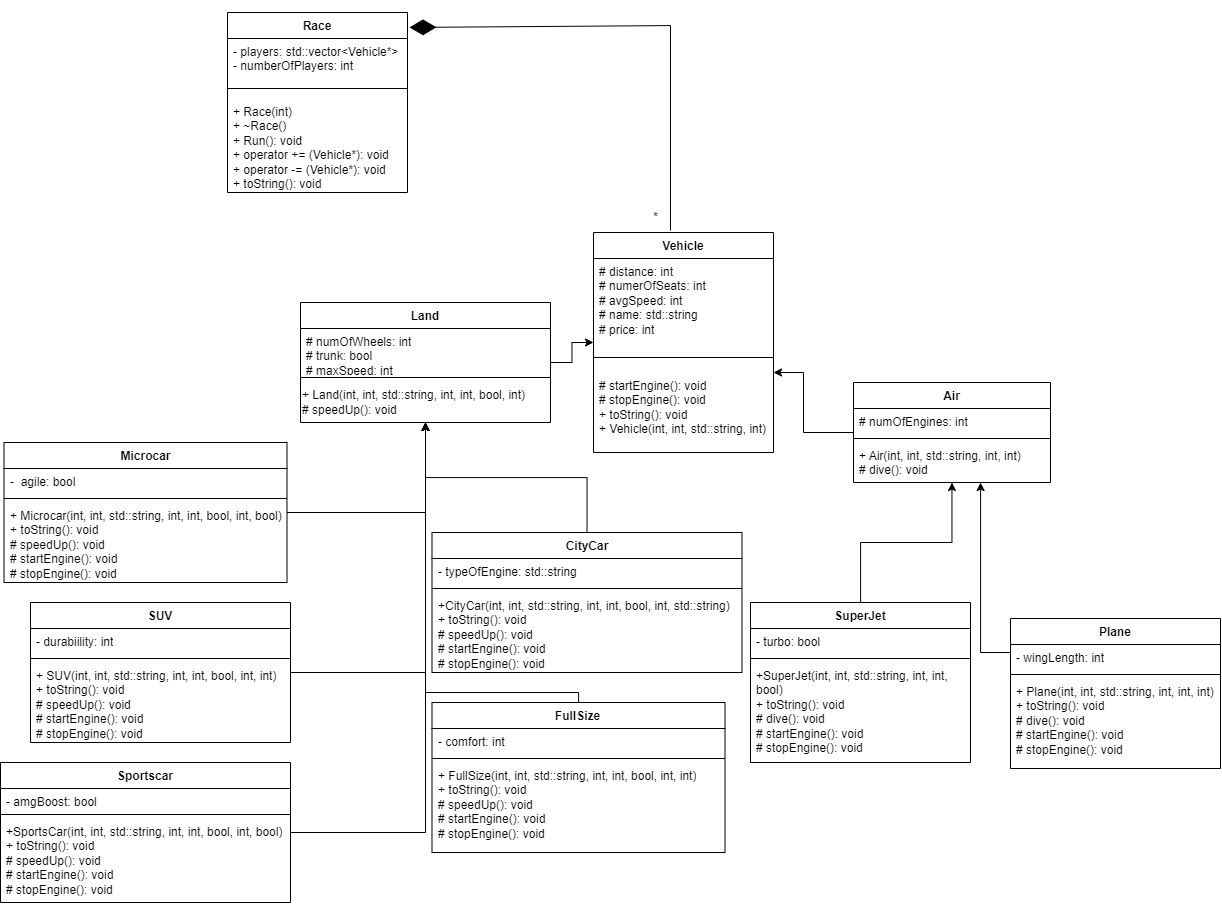 Race
- players: std::vector<Vehicle*>
- numberOfPlayers: int
+ Race(int)
+ ~Race()
+ Run(): void
+ operator += (Vehicle*): void
+ operator -= (Vehicle*): void
+ toString(): void
*
Vehicle
# distance: int
# numerOfSeats: int
# avgSpeed: int
# name: std::string
# price: int
# startEngine(): void
# stopEngine(): void
+ toString(): void
+ Vehicle(int, int, std::string, int)
Land
# numOfWheels: int
# trunk: bool
# maxSpeed: int
+ Land(int, int, std::string, int, int, bool, int)
# speedUp(): void
Air
# numOfEngines: int
+ Air(int, int, std::string, int, int)
# dive(): void
Microcar
-  agile: bool
+ Microcar(int, int, std::string, int, int, bool, int, bool)
+ toString(): void
# speedUp(): void
# startEngine(): void
# stopEngine(): void
CityCar
- typeOfEngine: std::string
+CityCar(int, int, std::string, int, int, bool, int, std::string)
+ toString(): void
# speedUp(): void
# startEngine(): void
# stopEngine(): void
SUV
- durabiility: int
+ SUV(int, int, std::string, int, int, bool, int, int)
+ toString(): void
# speedUp(): void
# startEngine(): void
# stopEngine(): void
SuperJet
- turbo: bool
+SuperJet(int, int, std::string, int, int,
bool)
+ toString(): void
# dive(): void
# startEngine(): void
# stopEngine(): void
Plane
- wingLength: int
+ Plane(int, int, std::string, int, int, int)
+ toString(): void
# dive(): void
# startEngine(): void
# stopEngine(): void
FullSize
- comfort: int
+ FullSize(int, int, std::string, int, int, bool, int, int)
+ toString(): void
# speedUp(): void
# startEngine(): void
# stopEngine(): void
Sportscar
- amgBoost: bool
+SportsCar(int, int, std::string, int, int, bool, int, bool)
+ toString(): void
# speedUp(): void
# startEngine(): void
# stopEngine(): void